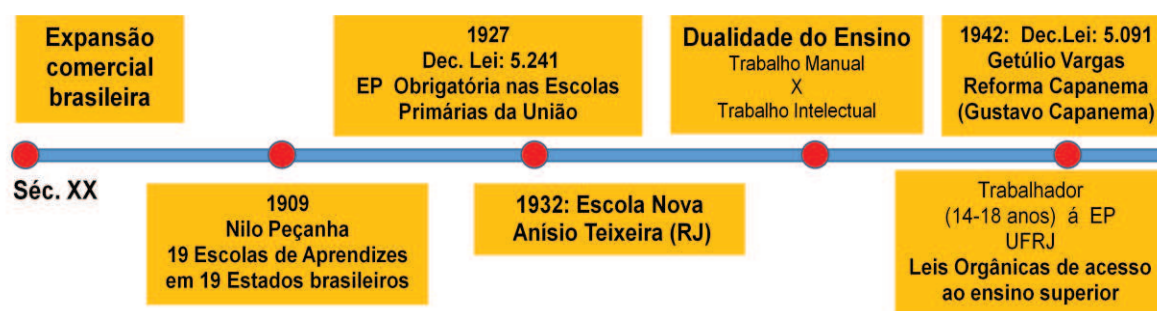 Expansão
comercial
brasileira
1927
Dec. Lei: 5.241
EP Obrigatória nas Escolas
Primárias da União
Dualidade do Ensino
Trabalho Manual
X
Trabalho Intelectual
1942: Dec.Lei: 5.091
Getúlio Vargas
Reforma Capanema
(Gustavo Capanema)
Séc. XX
1909
Nilo Peçanha
19 Escolas de Aprendizes
em 19 Estados brasileiros
1932: Escola Nova
Anísio Teixeira (RJ)
Trabalhador
(14-18 anos) á EP
UFRJ
Leis Orgânicas de acesso
ao ensino superior